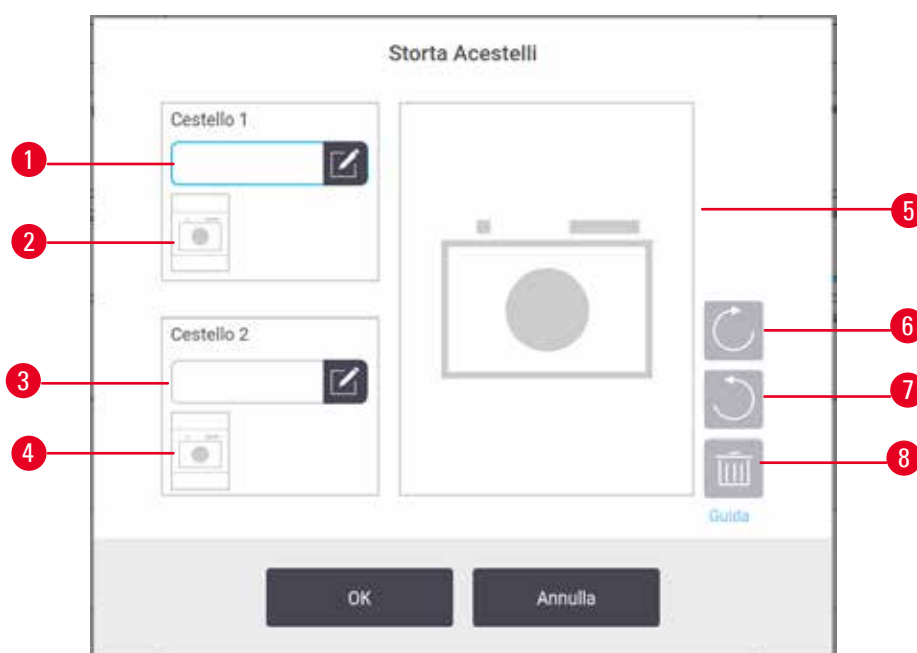 Storta Acestelli
Cestello 1
1
2
5
6
Cestello 2
3
7
4
8
Guida
OK
Annulla